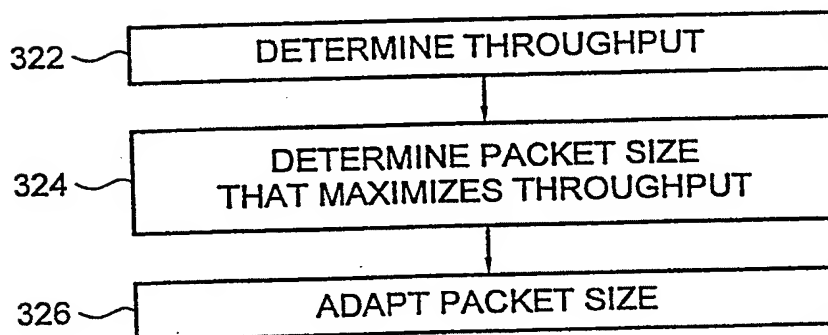 322
DETERMINE THROUGHPUT
324
DETERMINE PACKET SIZE
THAT MAXIMIZES THROUGHPUT
326
ADAPT PACKET SIZE